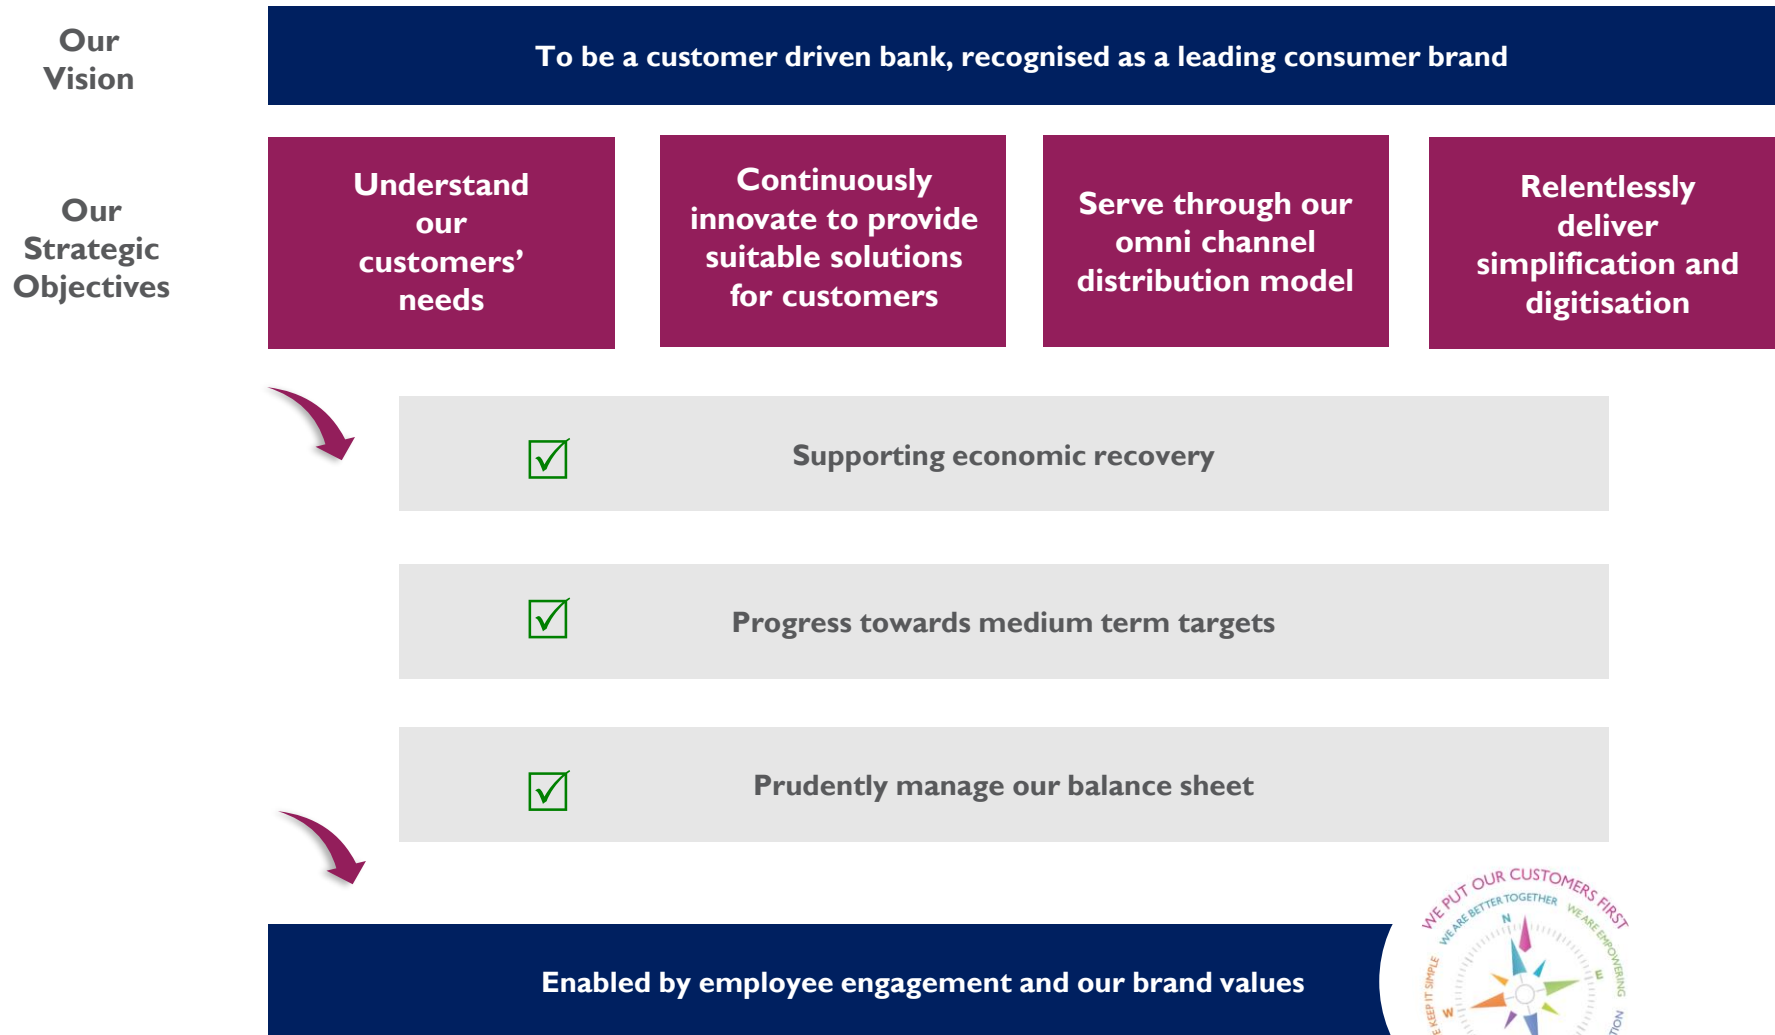 Our
Vision
To be a customer driven bank, recognised as a leading consumer brand
Our
Strategic
Objectives
Understand
our
customers’
needs
Continuously
innovate to provide
suitable solutions
for customers
Serve through our
omni channel
distribution model
Relentlessly
deliver
simplification and
digitisation
Supporting economic recovery
Progress towards medium term targets
Prudently manage our balance sheet
Enabled by employee engagement and our brand values
WE PUT OUR CUSTOMERS FIRST
WE ARE BETTER TOGETHER
WE ARE EMPOWERING
KEEP IT SIMPLE
N
E
W